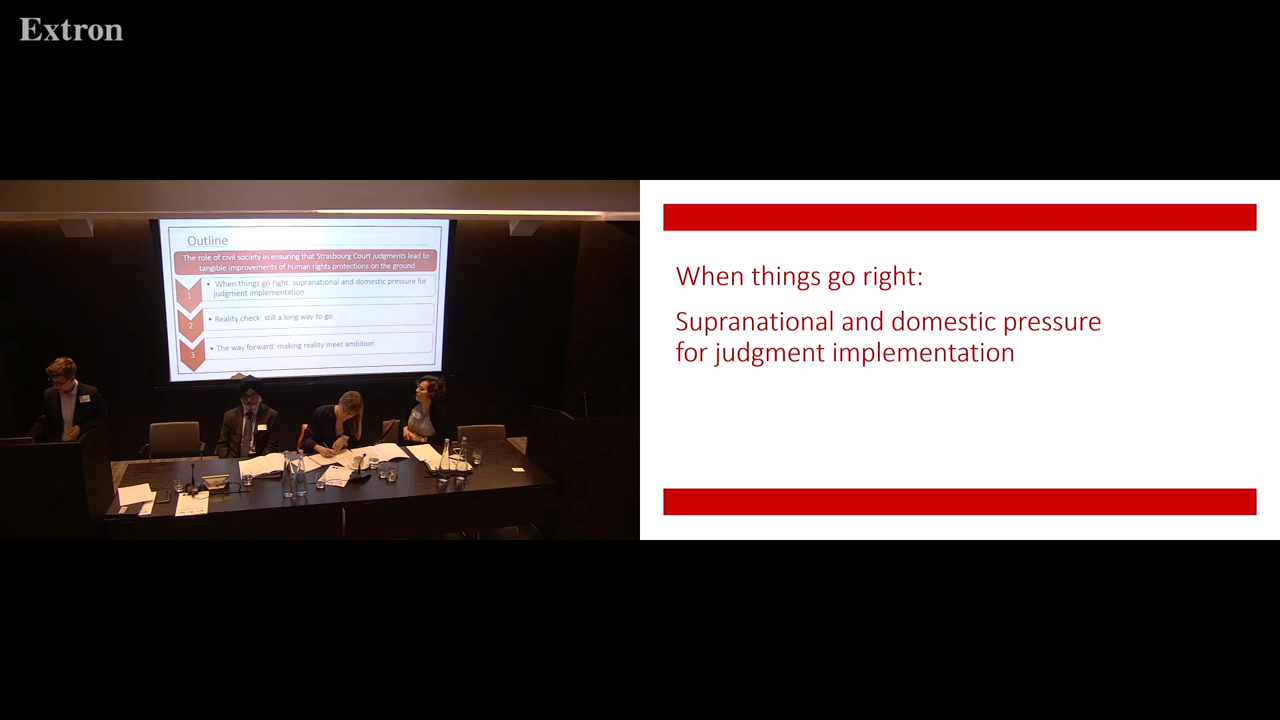 Extron
Outline
The role of civil society in ensuring that Strasbourg Court judgments lead to
tangible improvements of human rights protections on the ground
1
• When things go right: supranational and domestic pressure for
judgment implementation
2
• Reality check: still a long way to go
3
• The way forward: making reality meet ambition
When things go right:
Supranational and domestic pressure
for judgment implementation